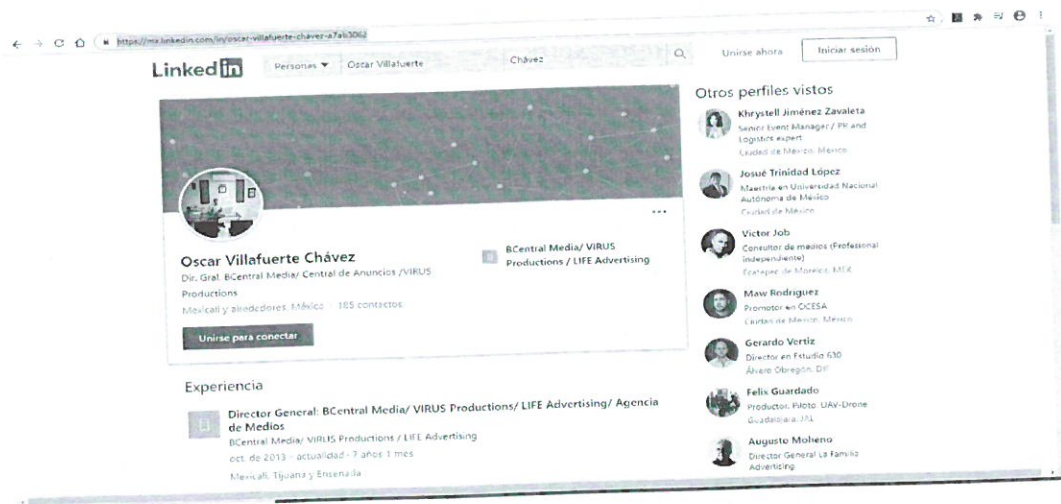 https://mx.linkedin.com/in/oscar-villafuerte-chávez-a7ab3062
Linked in
Personas ▼ Oscar Villafuerte Chávez
Unirse ahora
Iniciar sesión
Oscar Villafuerte Chávez
Dir. Gral. BCentral Media/ Central de Anuncios /VIRUS
Productions
Mexicali y alrededores, México · 185 contactos
Unirse para conectar
BCentral Media/ VIRUS
Productions / LIFE Advertising
Experiencia
Director General: BCentral Media/ VIRUS Productions/ LIFE Advertising/ Agencia
de Medios
BCentral Media/ VIRUS Productions / LIFE Advertising
oct. de 2013 - actualidad · 7 años 1 mes
Mexicali, Tijuana y Ensenada
Otros perfiles vistos
Khrystell Jiménez Zavaleta
Senior Event Manager / PR and
Logistics expert
Ciudad de México, México
Josué Trinidad López
Maestría en Universidad Nacional
Autónoma de México
Ciudad de México
Victor Job
Consultor de medios (Profesional
independiente)
Ecatepec de Morelos, MEX
Maw Rodriguez
Promotor en CICESA
Ciudad de México, México
Gerardo Vertiz
Director en Estudio 630
Álvaro Obregón, DIF
Felix Guardado
Productor, Piloto UAV-Drone
Guadalajara, JAL
Augusto Moheno
Director General La Familia
Advertising